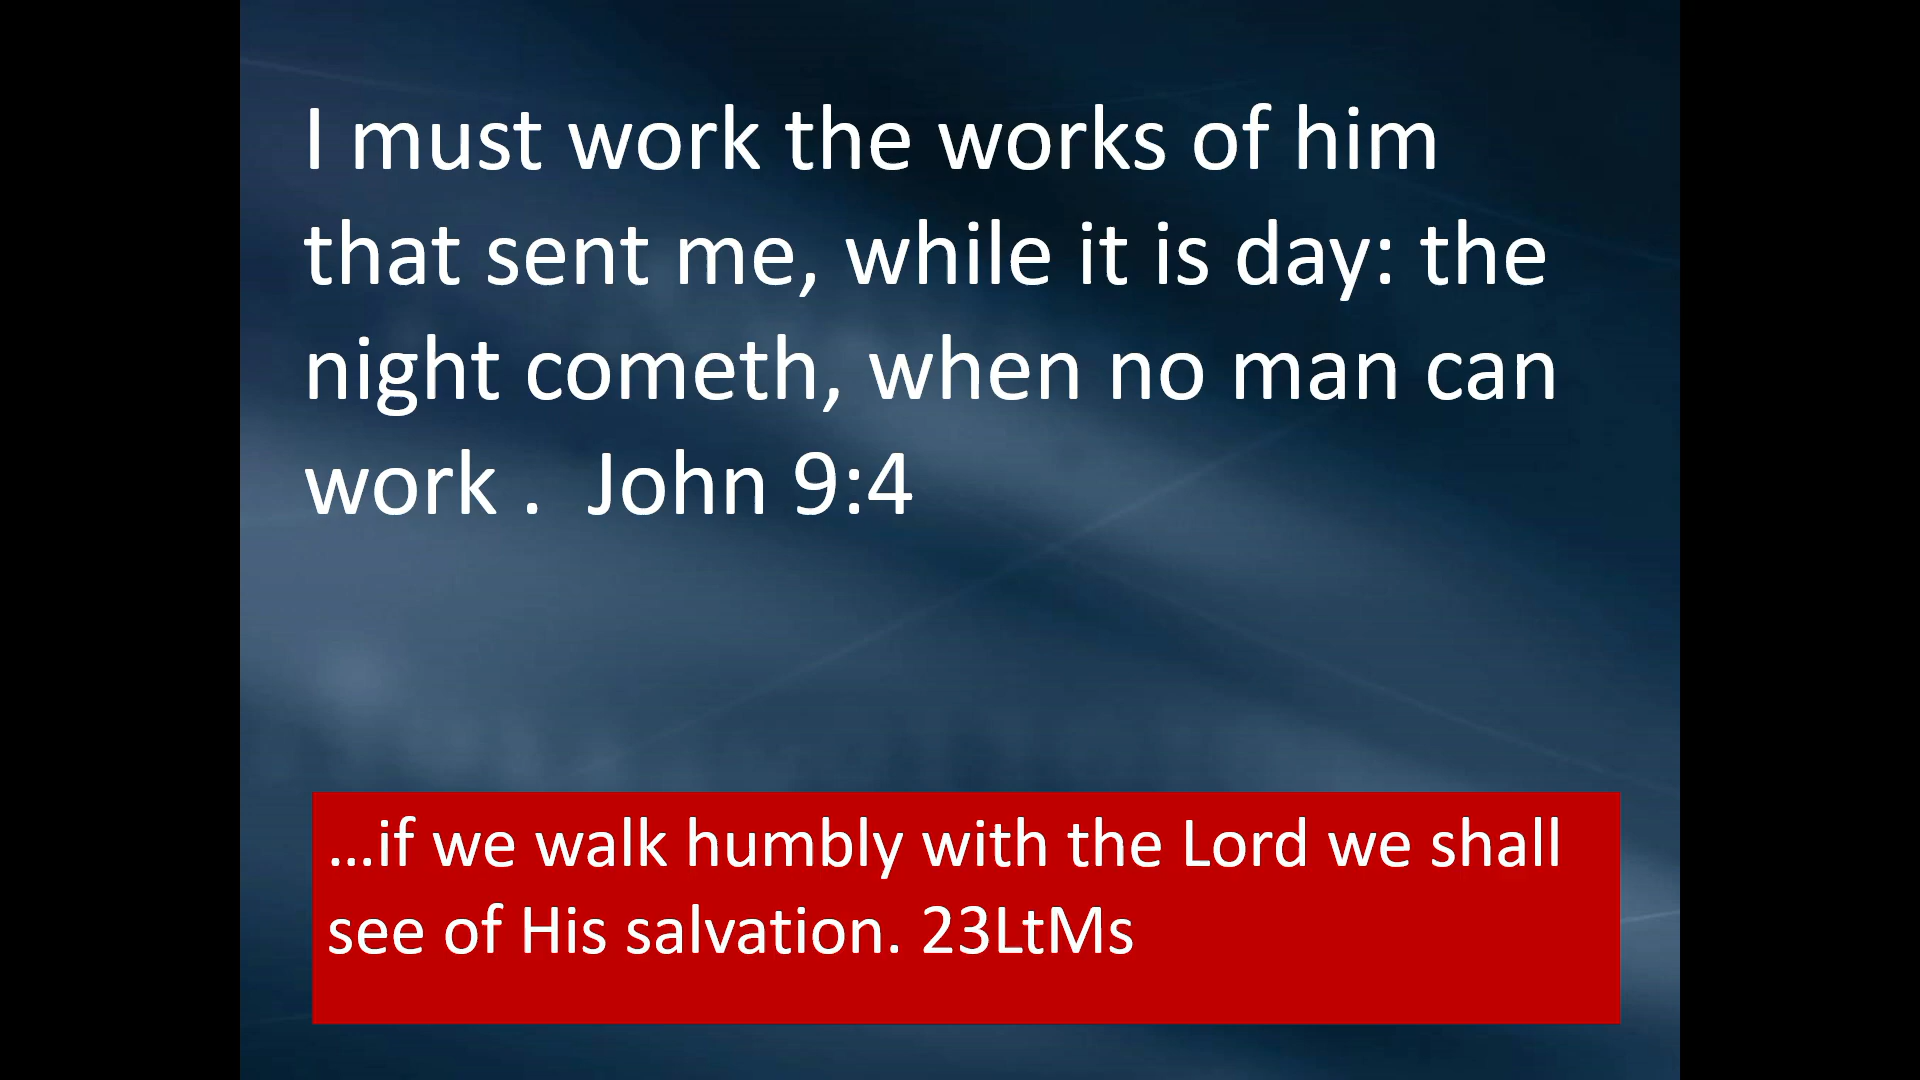 I must work the works of him
that sent me, while it is day: the
night cometh, when no man can
work .  John 9:4
...if we walk humbly with the Lord we shall
see of His salvation. 23LtMs